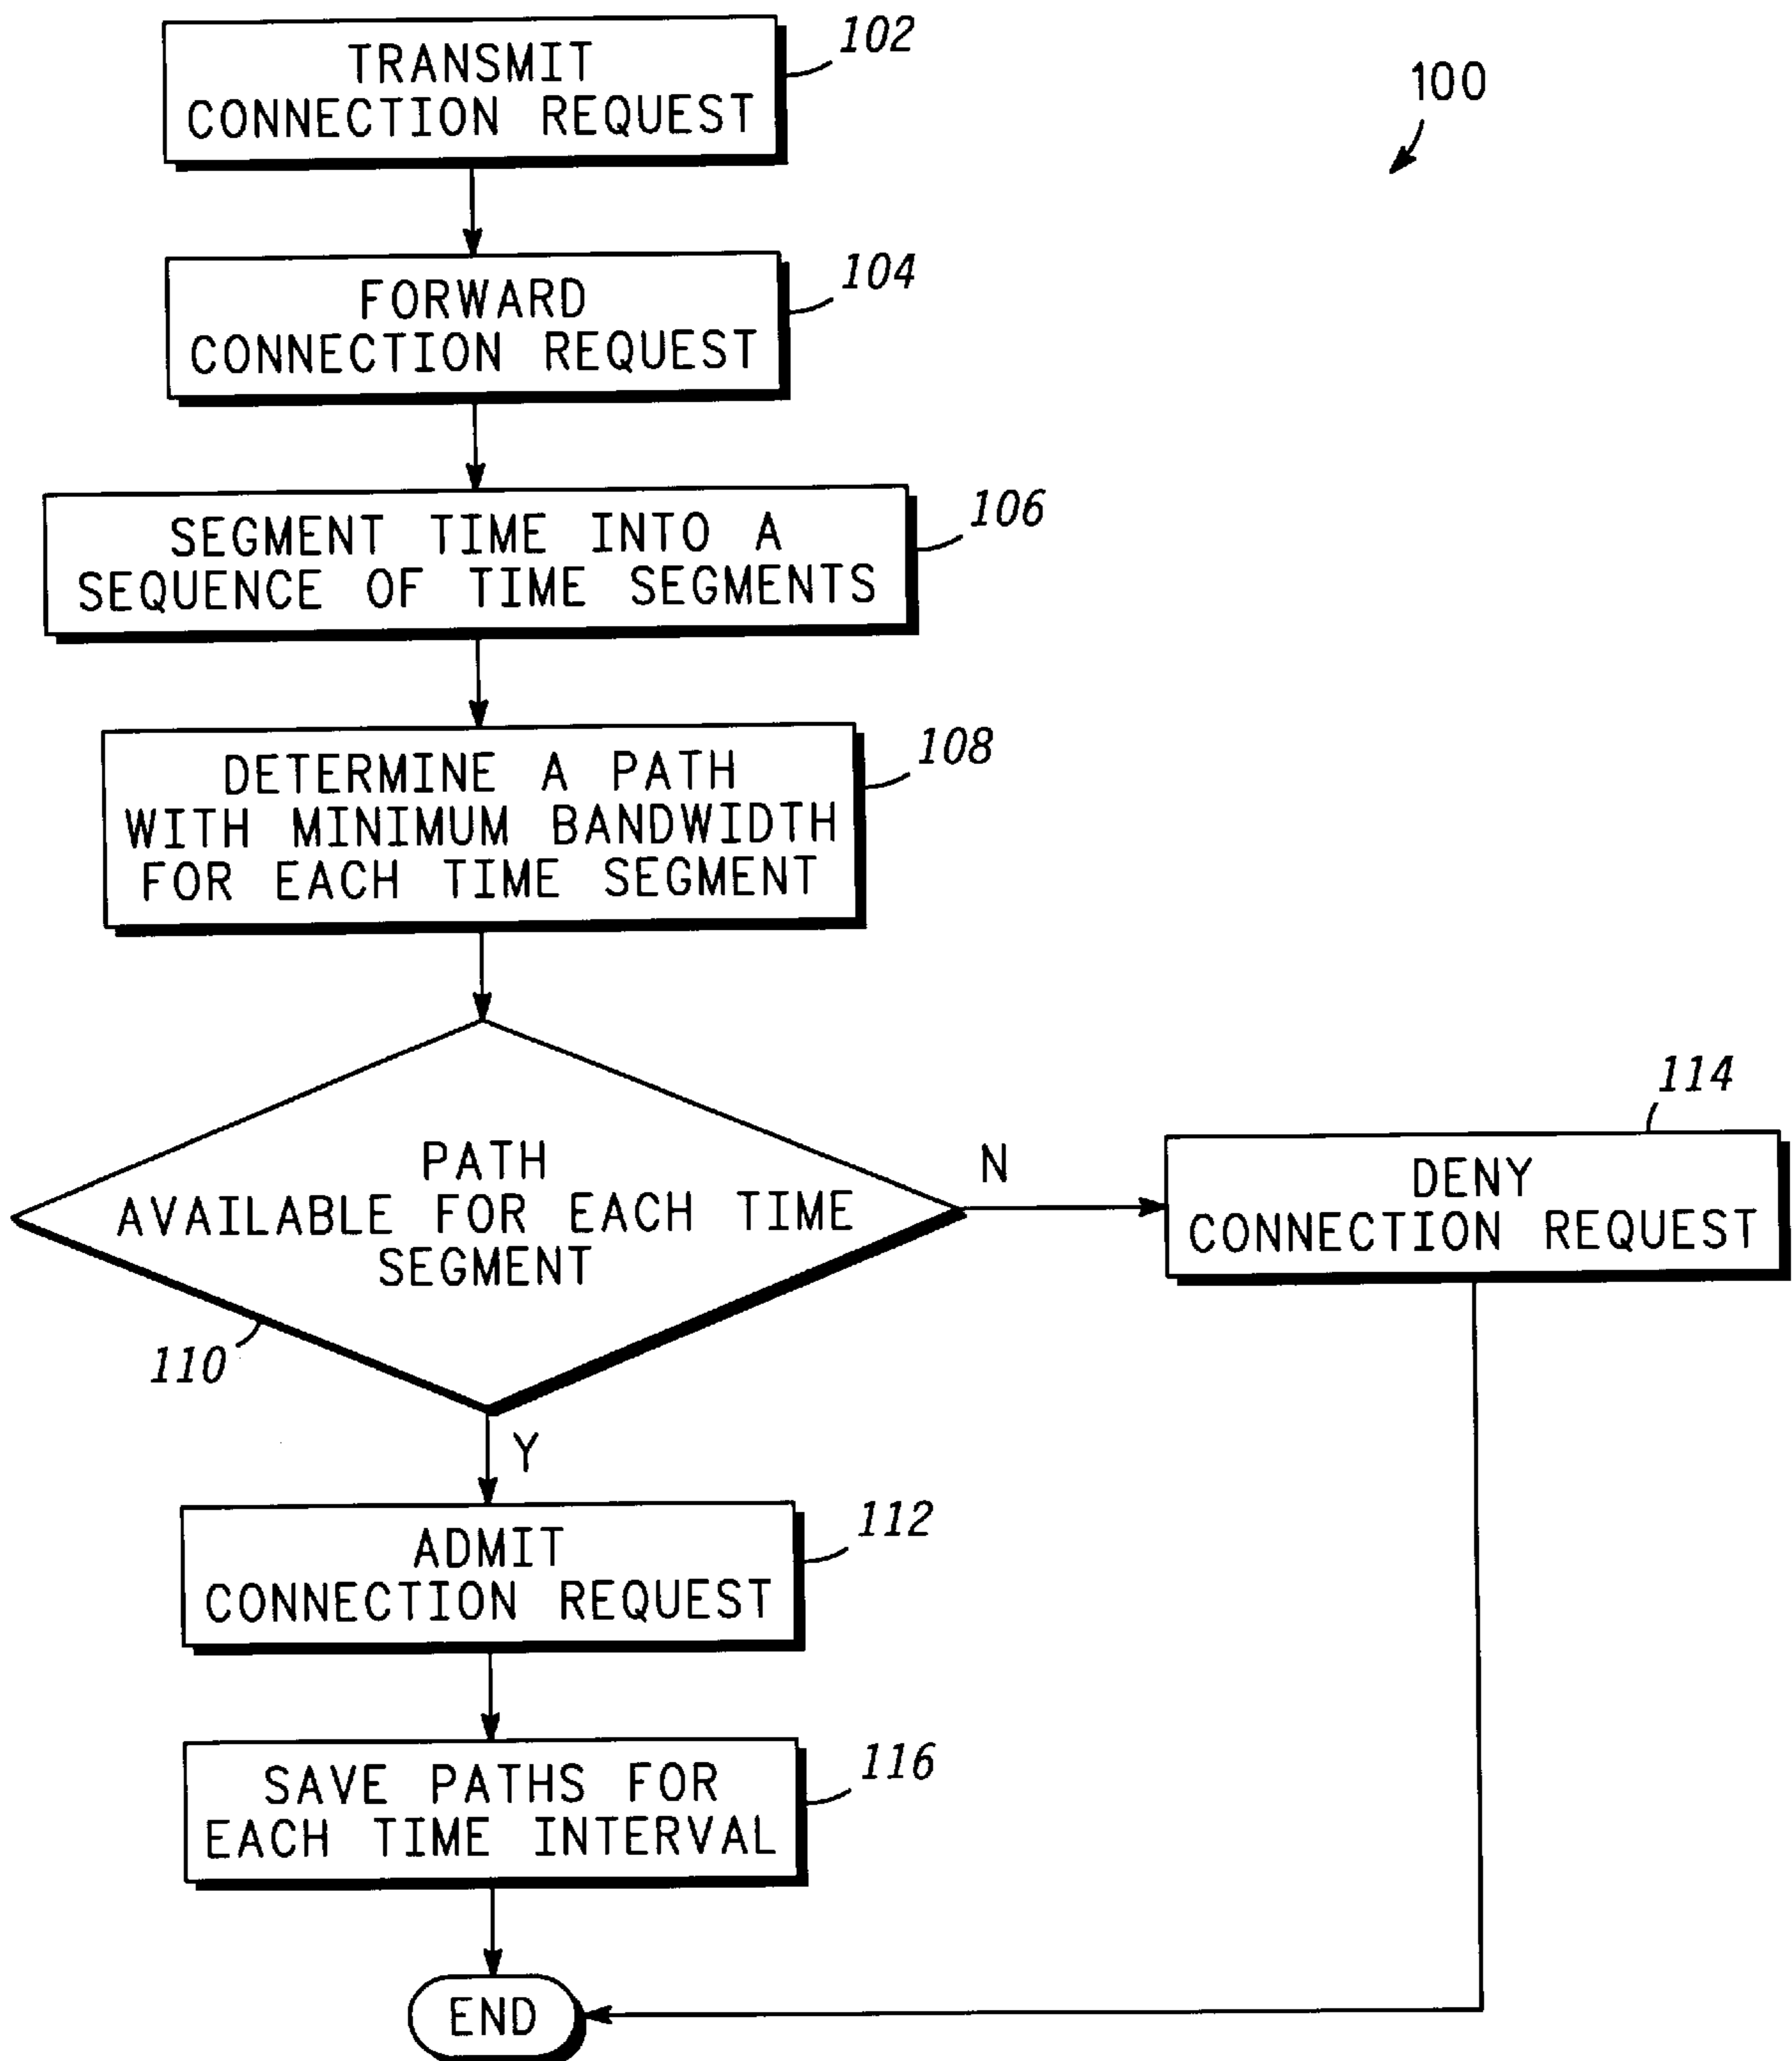 TRANSMIT
CONNECTION REQUEST
102
100
FORWARD
CONNECTION REQUEST
104
SEGMENT TIME INTO A
SEQUENCE OF TIME SEGMENTS
106
DETERMINE A PATH
WITH MINIMUM BANDWIDTH
FOR EACH TIME SEGMENT
108
PATH
AVAILABLE FOR EACH TIME
SEGMENT
110
N
DENY
CONNECTION REQUEST
114
Y
ADMIT
CONNECTION REQUEST
112
SAVE PATHS FOR
EACH TIME INTERVAL
116
END